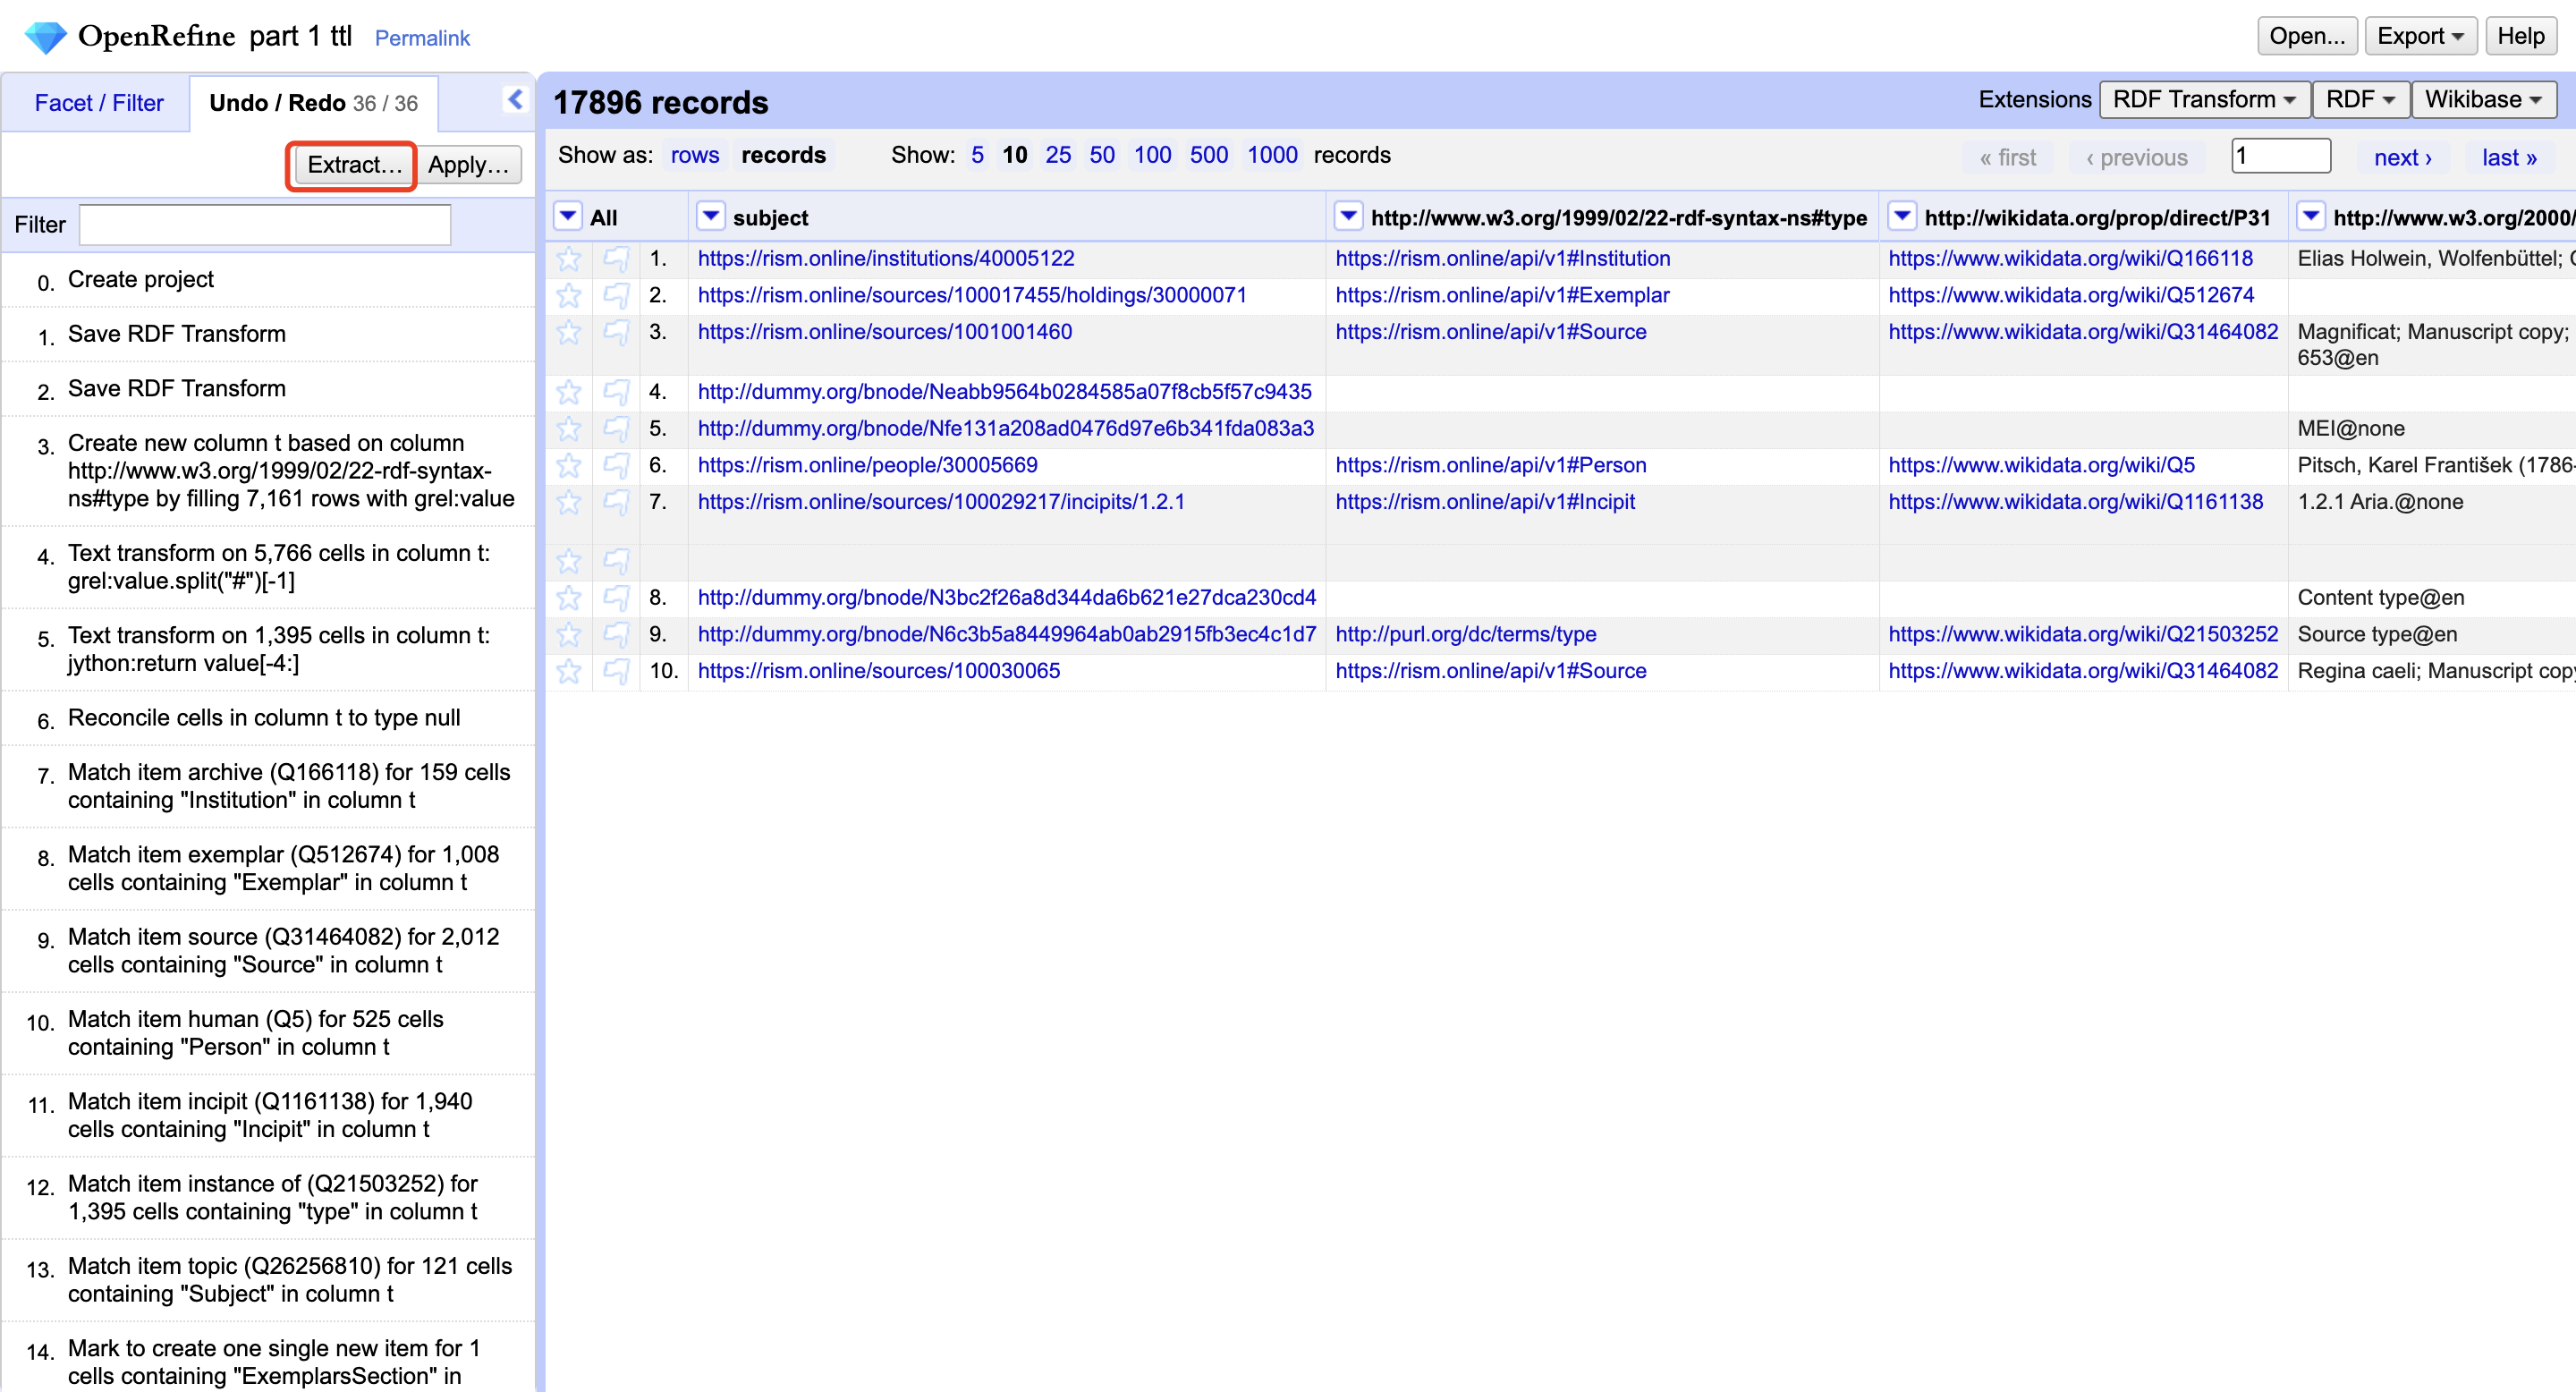 OpenRefine part 1 ttl Permalink
Open... Export Help
Facet / Filter Undo / Redo 36 / 36
Extract... Apply...
Filter
0. Create project
1. Save RDF Transform
2. Save RDF Transform
3. Create new column t based on column
http://www.w3.org/1999/02/22-rdf-syntax-
ns#type by filling 7,161 rows with grel:value
4. Text transform on 5,766 cells in column t:
grel:value.split("#")[-1]
5. Text transform on 1,395 cells in column t:
jython:return value[-4:]
6. Reconcile cells in column t to type null
7. Match item archive (Q166118) for 159 cells
containing "Institution" in column t
8. Match item exemplar (Q512674) for 1,008
cells containing "Exemplar" in column t
9. Match item source (Q31464082) for 2,012
cells containing "Source" in column t
10. Match item human (Q5) for 525 cells
containing "Person" in column t
11. Match item incipit (Q1161138) for 1,940
cells containing "Incipit" in column t
12. Match item instance of (Q21503252) for
1,395 cells containing "type" in column t
13. Match item topic (Q26256810) for 121 cells
containing "Subject" in column t
14. Mark to create one single new item for 1
cells containing "ExemplarsSection" in
17896 records
Extensions RDF Transform RDF Wikibase
Show as: rows records Show: 5 10 25 50 100 500 1000 records
« first ‹ previous 1 next › last »
All subject http://www.w3.org/1999/02/22-rdf-syntax-ns#type http://wikidata.org/prop/direct/P31 http://www.w3.org/2000/
1. https://rism.online/institutions/40005122 https://rism.online/api/v1#Institution https://www.wikidata.org/wiki/Q166118 Elias Holwein, Wolfenbüttel;
2. https://rism.online/sources/100017455/holdings/30000071 https://rism.online/api/v1#Exemplar https://www.wikidata.org/wiki/Q512674
3. https://rism.online/sources/1001001460 https://rism.online/api/v1#Source https://www.wikidata.org/wiki/Q31464082 Magnificat; Manuscript copy;
653@en
4. http://dummy.org/bnode/Neabb9564b0284585a07f8cb5f57c9435
5. http://dummy.org/bnode/Nfe131a208ad0476d97e6b341fda083a3 MEI@none
6. https://rism.online/people/30005669 https://rism.online/api/v1#Person https://www.wikidata.org/wiki/Q5 Pitsch, Karel František (1786-
7. https://rism.online/sources/100029217/incipits/1.2.1 https://rism.online/api/v1#Incipit https://www.wikidata.org/wiki/Q1161138 1.2.1 Aria.@none
8. http://dummy.org/bnode/N3bc2f26a8d344da6b621e27dca230cd4 Content type@en
9. http://dummy.org/bnode/N6c3b5a8449964ab0ab2915fb3ec4c1d7 http://purl.org/dc/terms/type https://www.wikidata.org/wiki/Q21503252 Source type@en
10. https://rism.online/sources/100030065 https://rism.online/api/v1#Source https://www.wikidata.org/wiki/Q31464082 Regina caeli; Manuscript copy